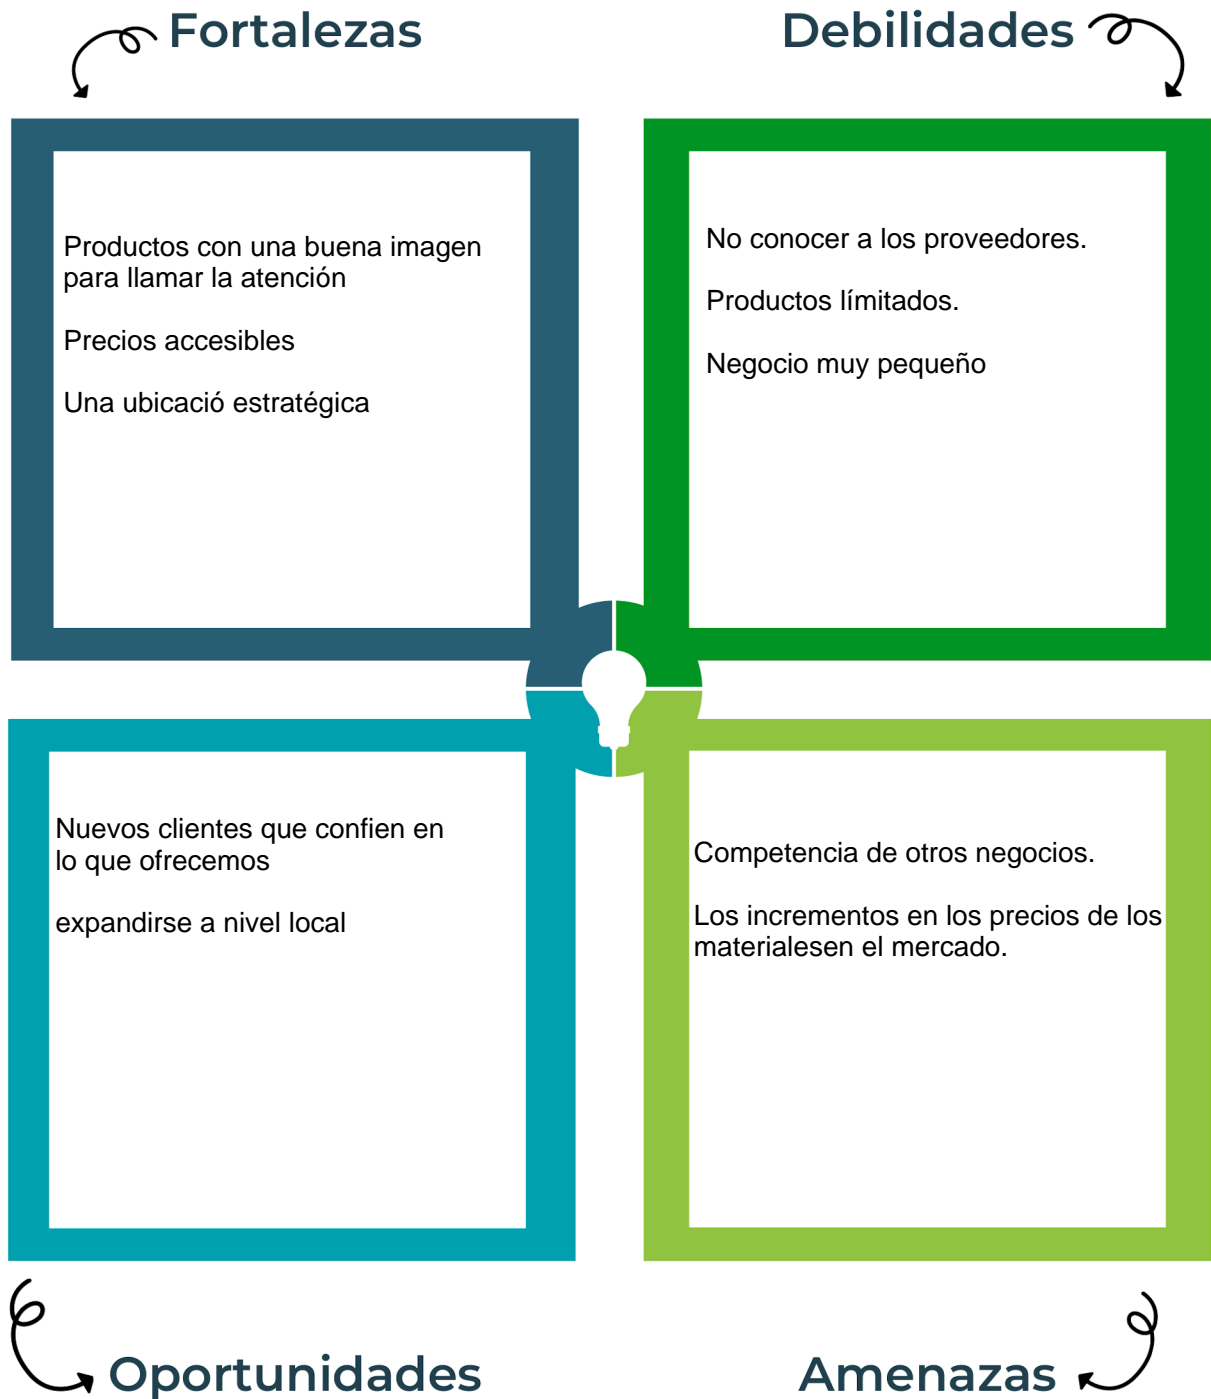 Fortalezas
Productos con una buena imagen
para llamar la atención
Precios accesibles
Una ubicació estratégica
Debilidades
No conocer a los proveedores.
Productos límitados.
Negocio muy pequeño
Nuevos clientes que confien en
lo que ofrecemos
expandirse a nivel local
Oportunidades
Competencia de otros negocios.
Los incrementos en los precios de los
materialesen el mercado.
Amenazas